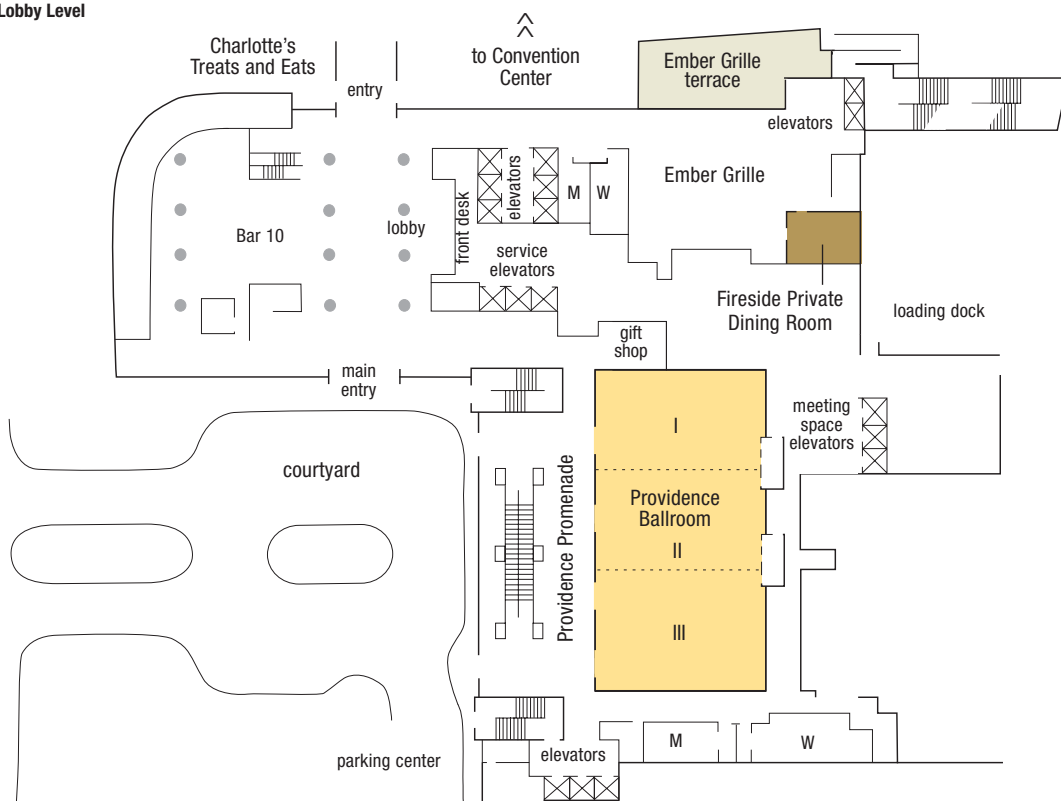 Lobby Level
Charlotte's
Treats and Eats
entry
to Convention
Center
Ember Grille
terrace
elevators
Ember Grille
elevators
M
W
front desk
lobby
Bar 10
service
elevators
Fireside Private
Dining Room
loading dock
gift
shop
main
entry
meeting
space
elevators
I
courtyard
Providence
Ballroom
II
Providence Promenade
III
parking center
elevators
M
W